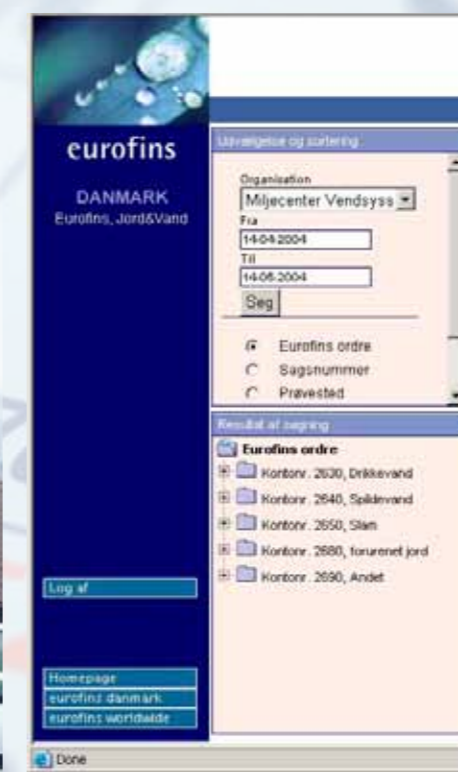 eurofins
DANMARK
Eurofins, Jord&Vand
Log af
Homepage
eurofins danmark
eurofins worldwide
Udvælgelse og sortering
Organisation
Miljøcenter Vendsyss
Fra
14-04-2004
Til
14-06-2004
Søg
Eurofins ordre
Sagsnummer
Prøvested
Resultat af søgning
Eurofins ordre
Kontonr. 2630, Drikkevand
Kontonr. 2640, Spildevand
Kontonr. 2650, Slam
Kontonr. 2680, forurenet jord
Kontonr. 2690, Andet
Done